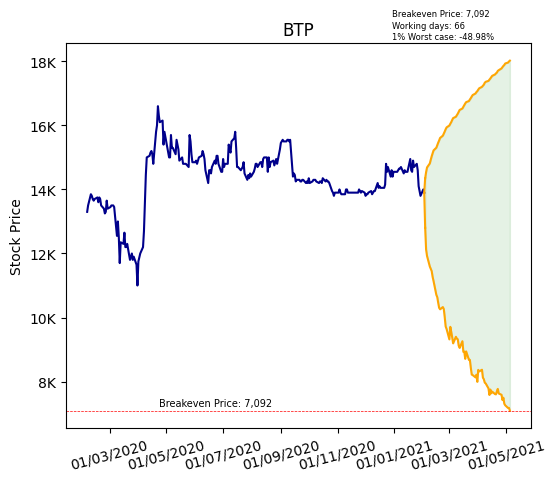 Breakeven Price: 7,092
Working days: 66
1% Worst case: -48.98%
BTP
Stock Price
18K
16K
14K
12K
10K
8K
Breakeven Price: 7,092
01/03/2020
01/05/2020
01/07/2020
01/09/2020
01/11/2020
01/01/2021
01/03/2021
01/05/2021